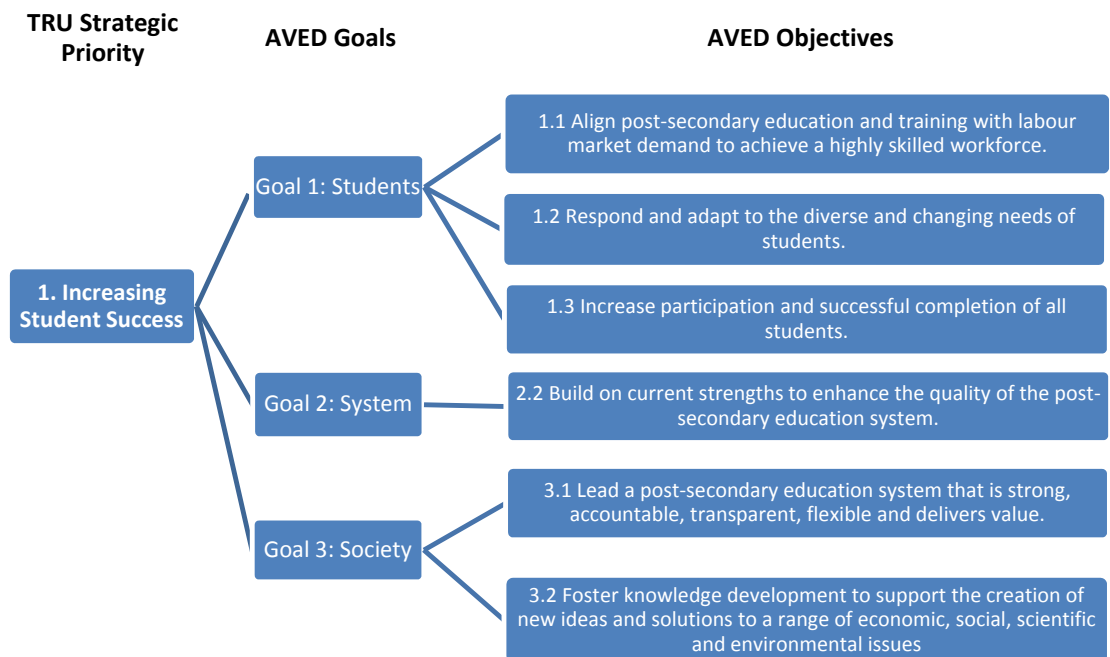 TRU Strategic
Priority
AVED Goals
AVED Objectives
1. Increasing
Student Success
Goal 1: Students
1.1 Align post-secondary education and training with labour
market demand to achieve a highly skilled workforce.
1.2 Respond and adapt to the diverse and changing needs of
students.
1.3 Increase participation and successful completion of all
students.
Goal 2: System
2.2 Build on current strengths to enhance the quality of the post-
secondary education system.
Goal 3: Society
3.1 Lead a post-secondary education system that is strong,
accountable, transparent, flexible and delivers value.
3.2 Foster knowledge development to support the creation of
new ideas and solutions to a range of economic, social, scientific
and environmental issues